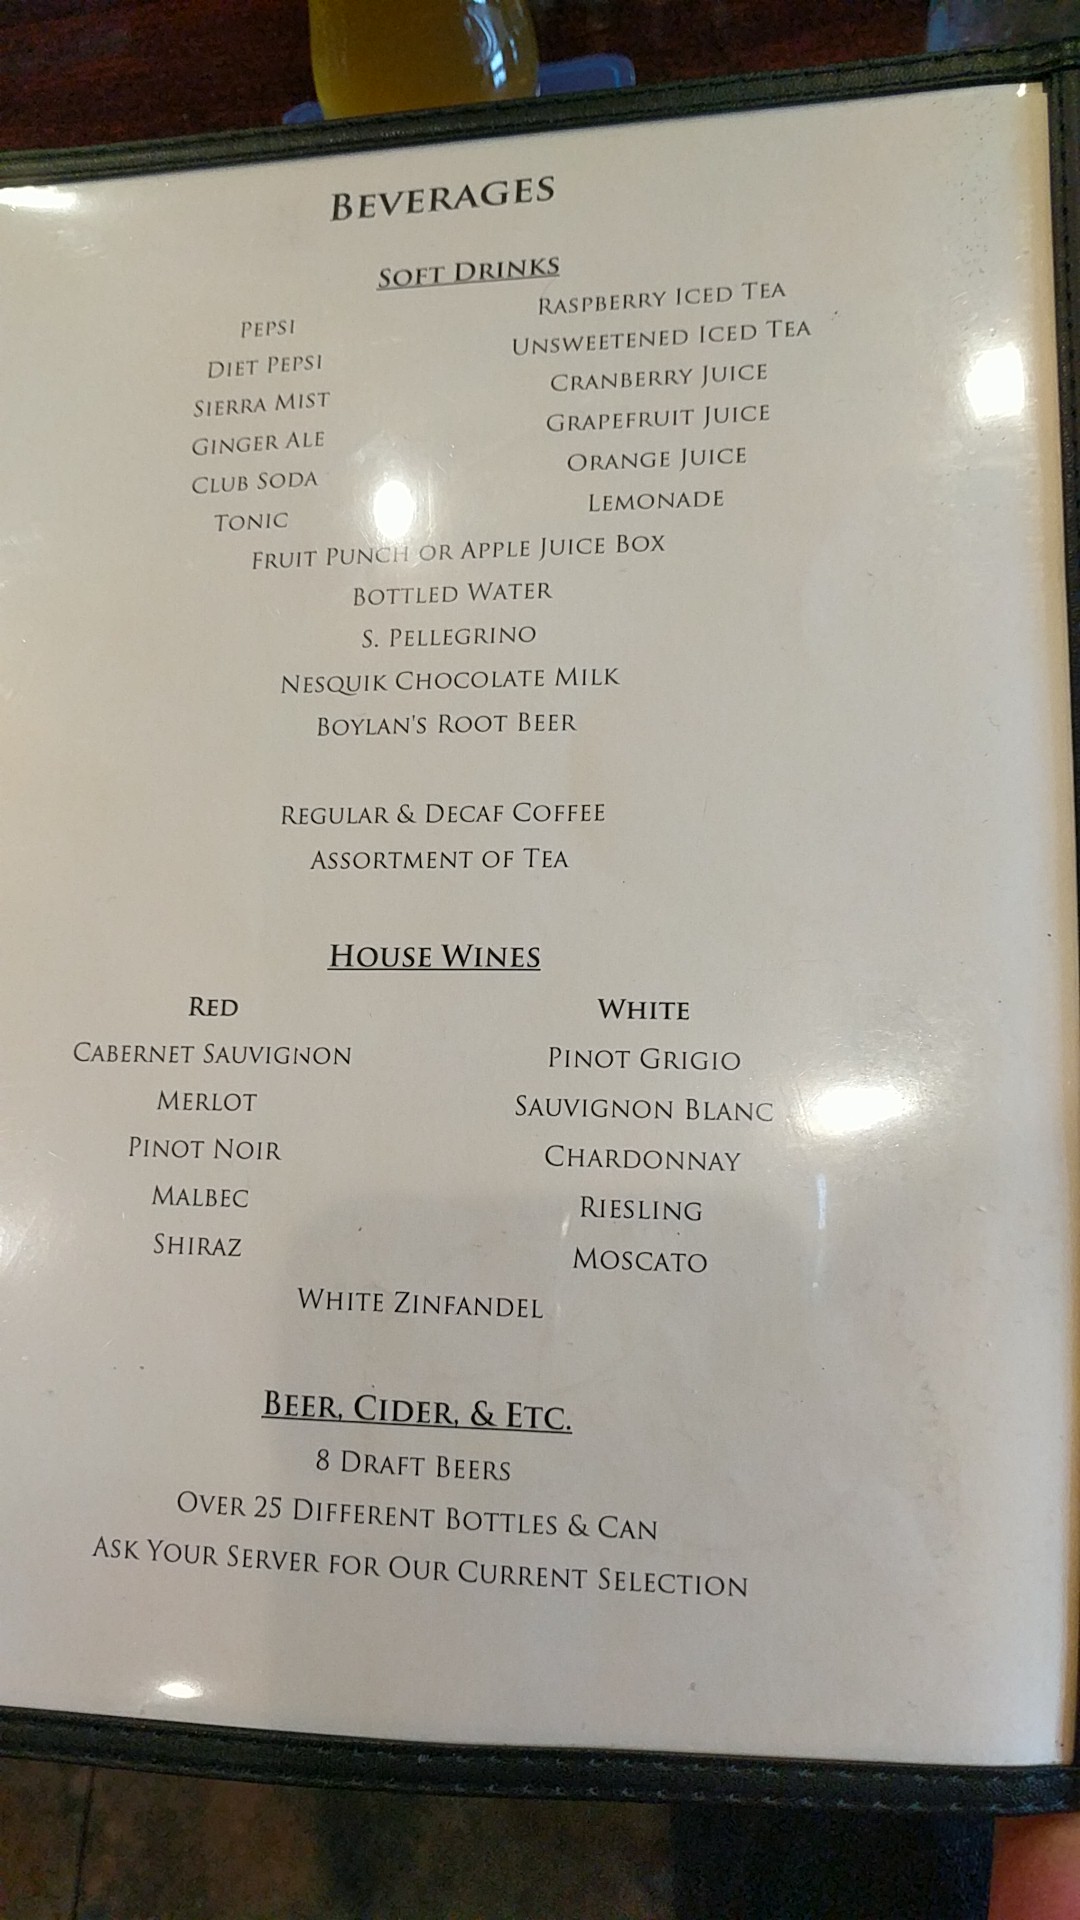 Beverages
Soft Drinks
Pepsi
Diet Pepsi
Sierra Mist
Ginger Ale
Club Soda
Tonic
Raspberry Iced Tea
Unsweetened Iced Tea
Cranberry Juice
Grapefruit Juice
Orange Juice
Lemonade
Fruit Punch or Apple Juice Box
Bottled Water
S. Pellegrino
Nesquik Chocolate Milk
Boylan's Root Beer
Regular & Decaf Coffee
Assortment of Tea
House Wines
Red
Cabernet Sauvignon
Merlot
Pinot Noir
Malbec
Shiraz
White
Pinot Grigio
Sauvignon Blanc
Chardonnay
Riesling
Moscato
White Zinfandel
Beer, Cider, & Etc.
8 Draft Beers
Over 25 Different Bottles & Can
Ask Your Server for Our Current Selection